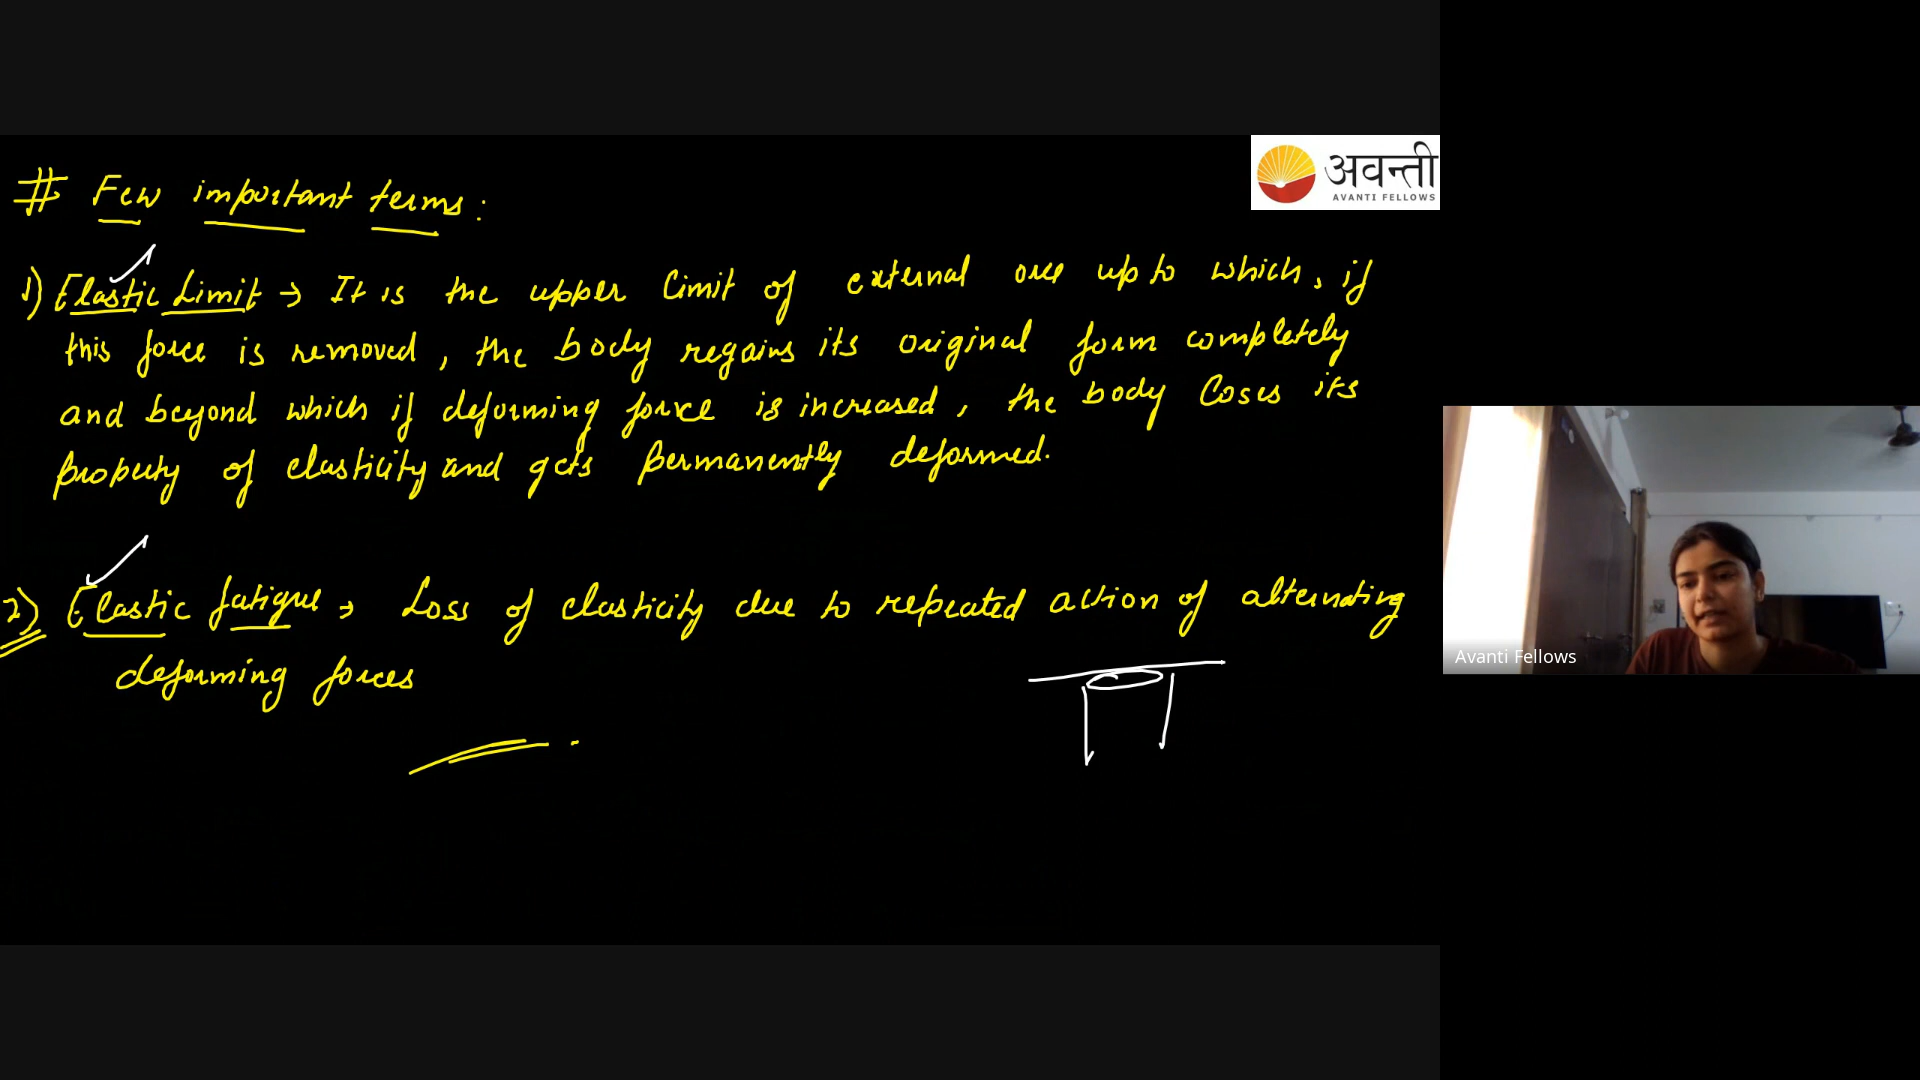 # Few important terms:
अवन्ती
AVANTI FELLOWS
1) Elastic Limit → It is the upper limit of external orce up to which, if
this force is removed, the body regains its original form completely
and beyond which if deforming force is increased, the body loses its
property of elasticity and gets permanently deformed.
2) Elastic fatigue → Loss of elasticity due to repeated action of alternating
deforming forces
Avanti Fellows